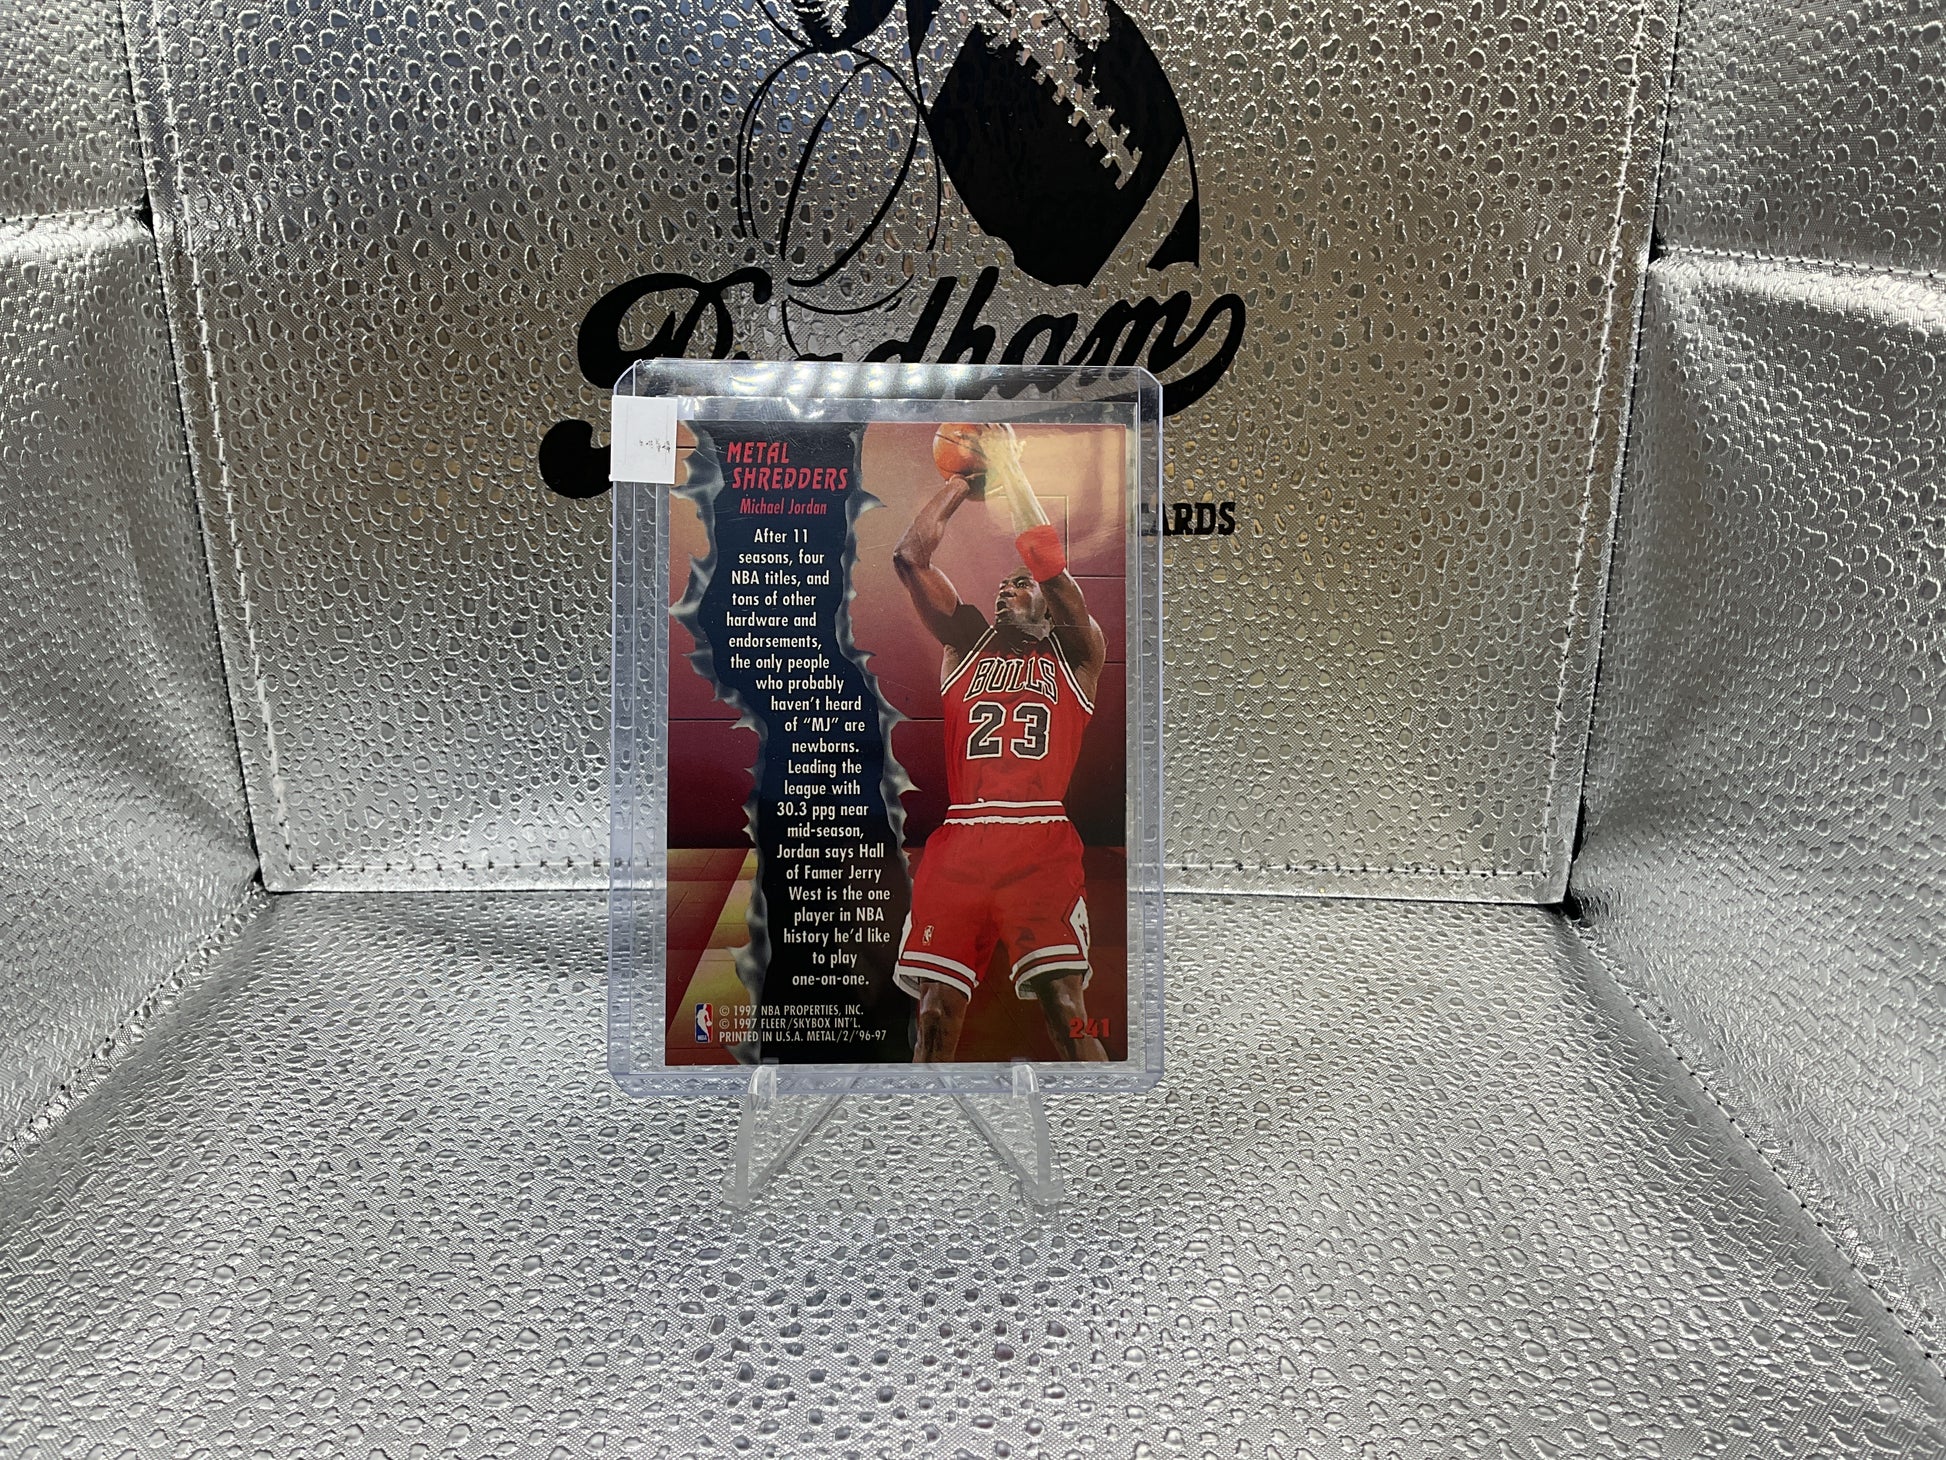 METAL
SHREDDERS
Michael Jordan
After 11
seasons, four
NBA titles, and
tons of other
hardware and
endorsements,
the only people
who probably
haven't heard
of "MJ" are
newborns.
Leading the
league with
30.3 ppg near
mid-season,
Jordan says Hall
of Famer Jerry
West is the one
player in NBA
history he'd like
to play
one-on-one.
© 1997 NBA PROPERTIES, INC.
© 1997 FLEER/SKYBOX INT'L.
PRINTED IN U.S.A. METAL/2/'96-97
NBA
241
BULLS
23